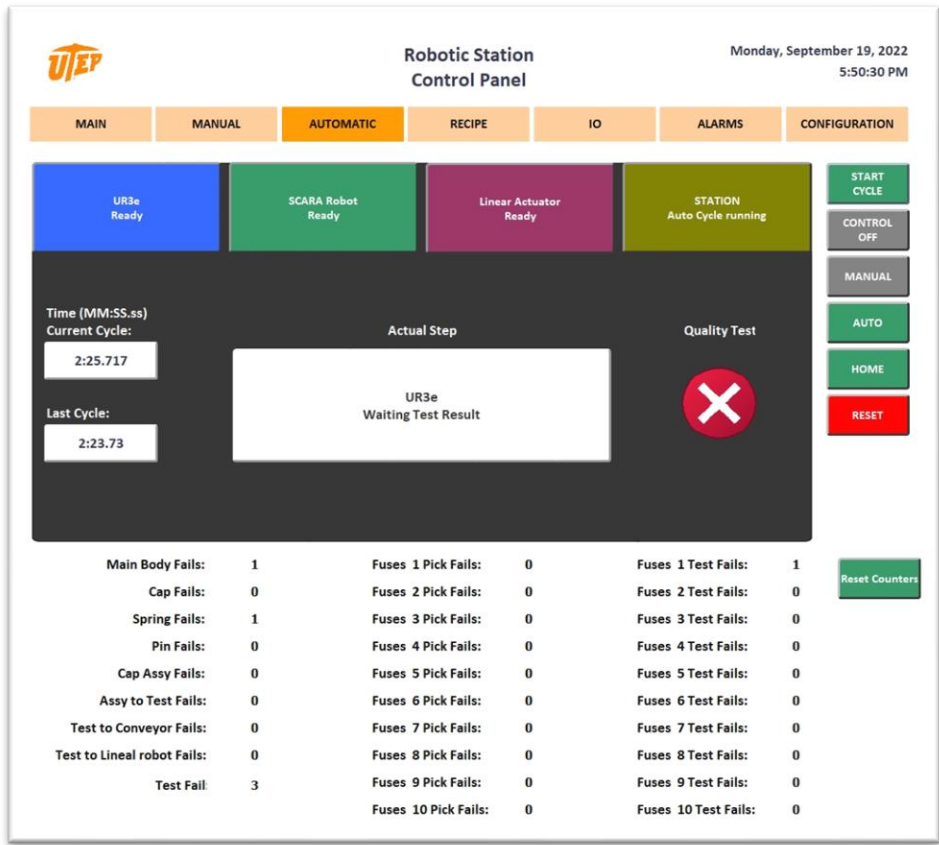 UTEP
Robotic Station
Control Panel
Monday, September 19, 2022
5:50:30 PM
MAIN MANUAL AUTOMATIC RECIPE IO ALARMS CONFIGURATION
UR3e
Ready
SCARA Robot
Ready
Linear Actuator
Ready
STATION
Auto Cycle running
START
CYCLE
CONTROL
OFF
MANUAL
AUTO
HOME
RESET
Time (MM:SS.ss)
Current Cycle:
2:25.717
Last Cycle:
2:23.73
Actual Step
UR3e
Waiting Test Result
Quality Test
Main Body Fails: 1 Fuses 1 Pick Fails: 0 Fuses 1 Test Fails: 1
Cap Fails: 0 Fuses 2 Pick Fails: 0 Fuses 2 Test Fails: 0
Spring Fails: 1 Fuses 3 Pick Fails: 0 Fuses 3 Test Fails: 0
Pin Fails: 0 Fuses 4 Pick Fails: 0 Fuses 4 Test Fails: 0
Cap Assy Fails: 0 Fuses 5 Pick Fails: 0 Fuses 5 Test Fails: 0
Assy to Test Fails: 0 Fuses 6 Pick Fails: 0 Fuses 6 Test Fails: 0
Test to Conveyor Fails: 0 Fuses 7 Pick Fails: 0 Fuses 7 Test Fails: 0
Test to Lineal robot Fails: 0 Fuses 8 Pick Fails: 0 Fuses 8 Test Fails: 0
Test Fail: 3 Fuses 9 Pick Fails: 0 Fuses 9 Test Fails: 0
Fuses 10 Pick Fails: 0 Fuses 10 Test Fails: 0
Reset Counters